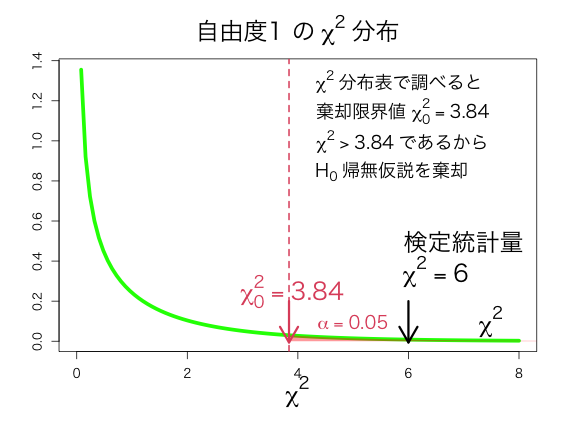 自由度1 の χ² 分布
χ² 分布表で調べると
棄却限界値 χ₀² = 3.84
χ² > 3.84 であるから
H₀ 帰無仮説を棄却
検定統計量
χ² = 6
χ₀² = 3.84
α = 0.05
χ²
1.4
1.2
1.0
0.8
0.6
0.4
0.2
0.0
0 2 4 6 8
χ²